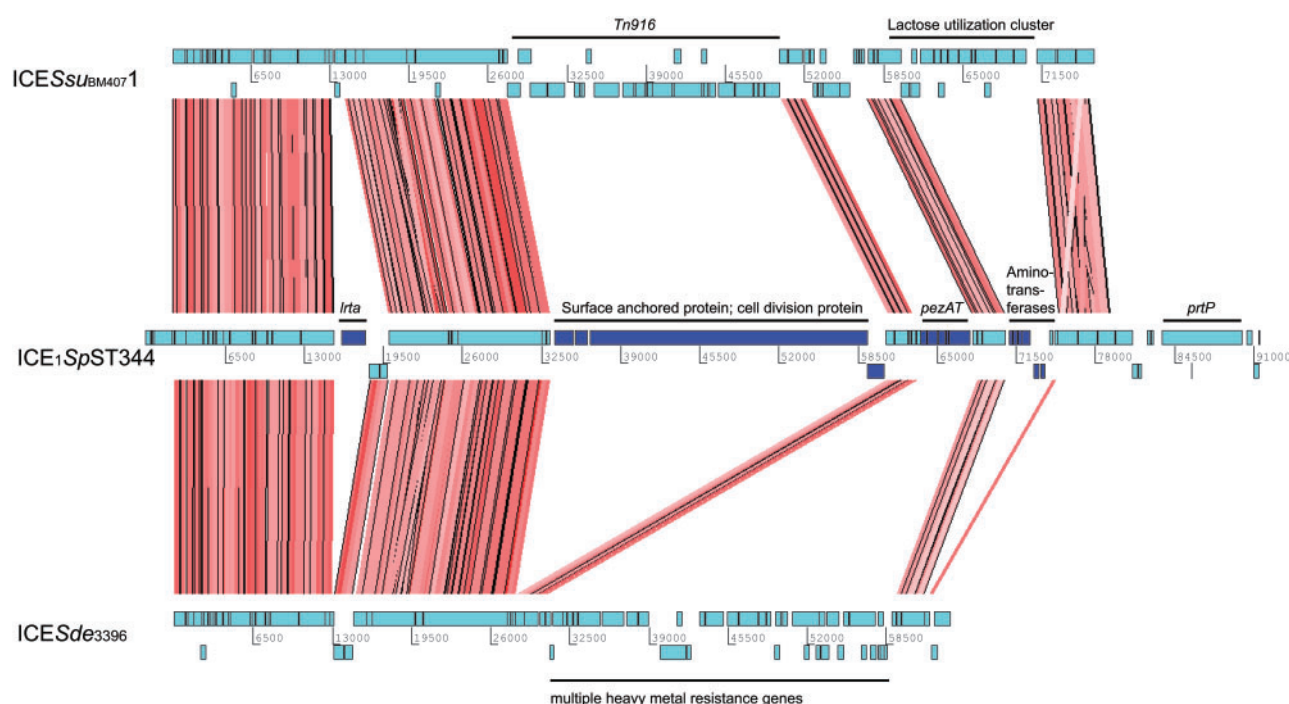 Tn916
Lactose utilization cluster
ICESsuBM4071
6500 13000 19500 26000 32500 39000 45500 52000 58500 65000 71500
lrta
Surface anchored protein; cell division protein
pezAT
Amino-
trans-
ferases
prtP
ICE1SpST344
6500 13000 19500 26000 32500 39000 45500 52000 58500 65000 71500 78000 84500 91000
ICESde3396
6500 13000 19500 26000 32500 39000 45500 52000 58500
multiple heavy metal resistance genes